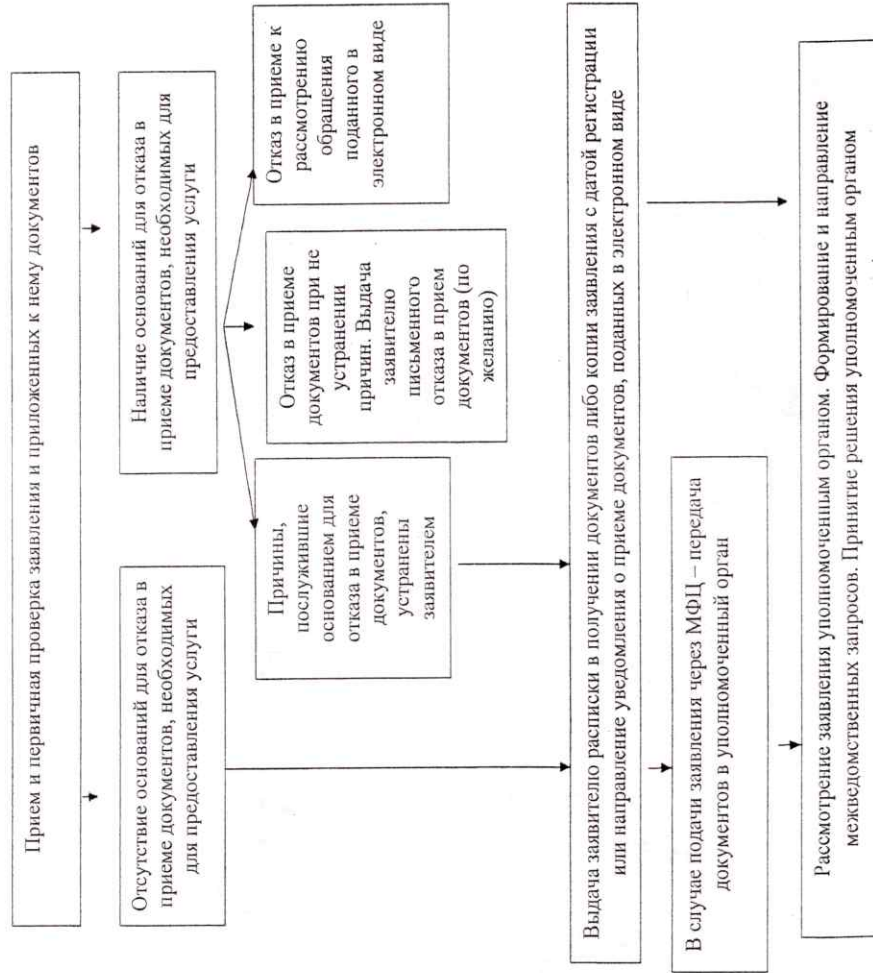 Прием и первичная проверка заявления и приложенных к нему документов
Отсутствие оснований для отказа в
приеме документов, необходимых
для предоставления услуги
Наличие оснований для отказа в
приеме документов, необходимых для
предоставления услуги
Причины,
послужившие
основанием для
отказа в приеме
документов,
устранены
заявителем
Отказ в приеме
документов при не
устранении
причин. Выдача
заявителю
письменного
отказа в прием
документов (по
желанию)
Отказ в приеме к
рассмотрению
обращения
поданного в
электронном виде
Выдача заявителю расписки в получении документов либо копии заявления с датой регистрации
или направление уведомления о приеме документов, поданных в электронном виде
В случае подачи заявления через МФЦ – передача
документов в уполномоченный орган
Рассмотрение заявления уполномоченным органом. Формирование и направление
межведомственных запросов. Принятие решения уполномоченным органом